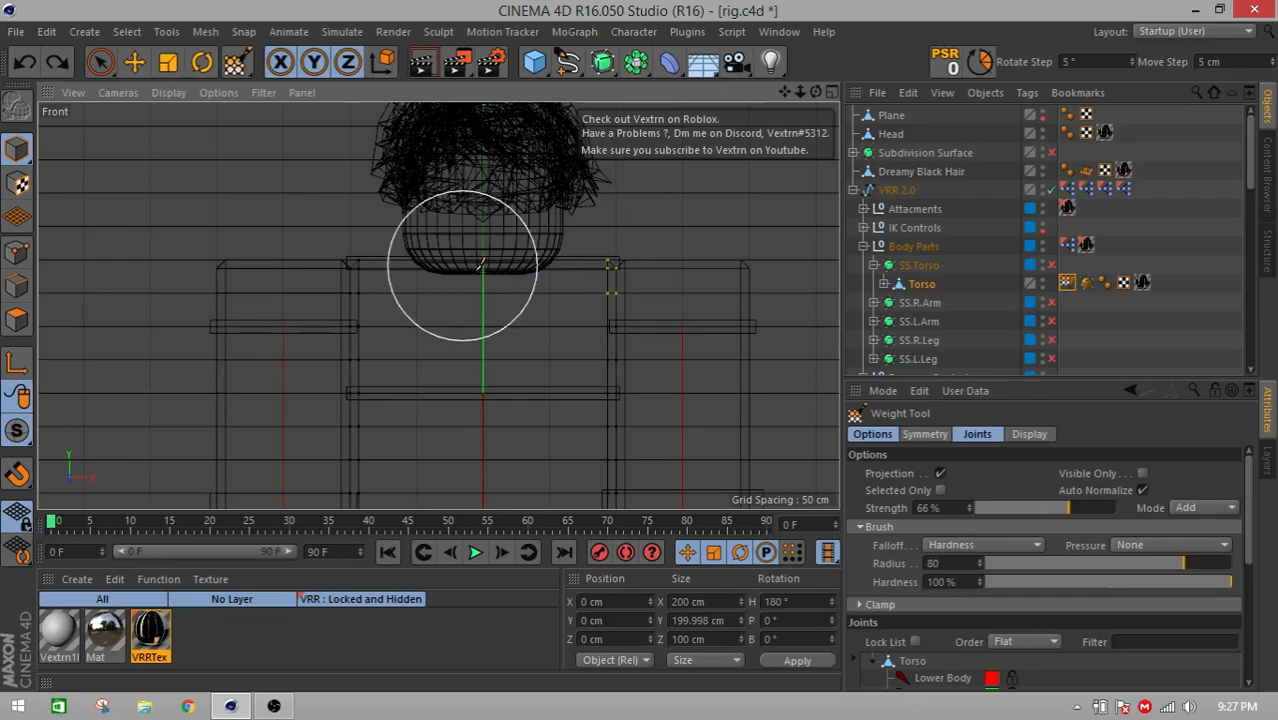 CINEMA 4D R16.050 Studio (R16) - [rig.c4d *]
File Edit Create Select Tools Mesh Snap Animate Simulate Render Sculpt Motion Tracker MoGraph Character Plugins Script Window Help Layout: Startup (User)
PSR
0
Rotate Step 5 ° Move Step 5 cm
View Cameras Display Options Filter Panel
File Edit View Objects Tags Bookmarks
Front
Check out Vextrn on Roblox.
Have a Problems ?, Dm me on Discord, Vextrn#5312.
Make sure you subscribe to Vextrn on Youtube.
Y
X
Grid Spacing : 50 cm
Plane
Head
Subdivision Surface
Dreamy Black Hair
VRR 2.0
Attacments
IK Controls
Body Parts
SS.Torso
Torso
SS.R.Arm
SS.L.Arm
SS.R.Leg
SS.L.Leg
Objects
Content Browser
Structure
Mode Edit User Data
Weight Tool
Options Symmetry Joints Display
Options
Projection Visible Only
Selected Only Auto Normalize
Strength 66 % Mode Add
Brush
Falloff Hardness Pressure None
Radius 80
Hardness 100 %
Clamp
Joints
Lock List Order Flat Filter
Torso
Lower Body
Attributes
Layers
0 5 10 15 20 25 30 35 40 45 50 55 60 65 70 75 80 85 90 0 F
0 F 0 F 90 F 90 F
Create Edit Function Texture
All No Layer VRR : Locked and Hidden
Vextrn1 Mat VRRTex
Position Size Rotation
X 0 cm X 200 cm H 180 °
Y 0 cm Y 199.998 cm P 0 °
Z 0 cm Z 100 cm B 0 °
Object (Rel) Size Apply
MAXON
CINEMA 4D
9:27 PM